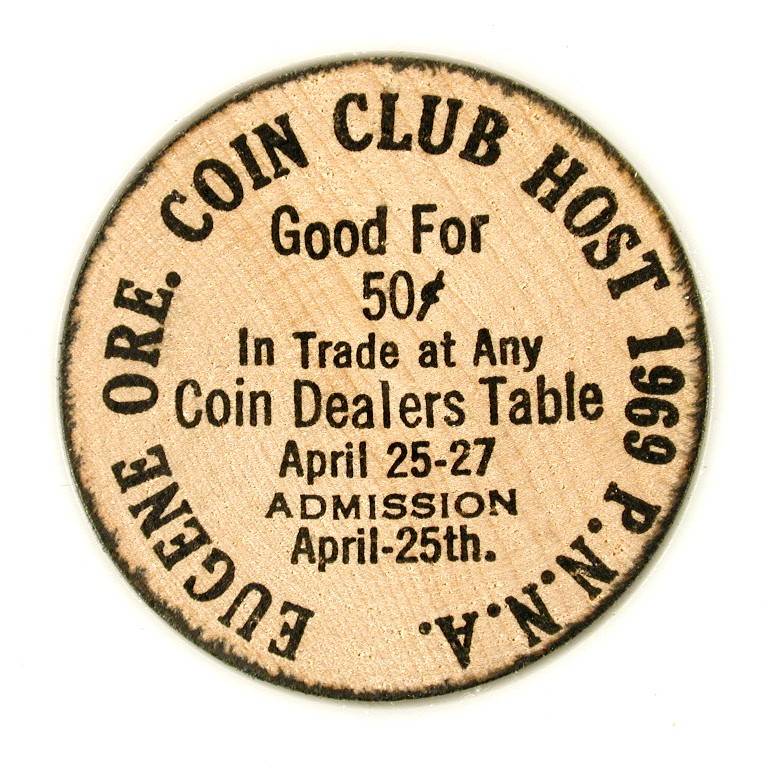 EUGENE ORE. COIN CLUB HOST 1969 P.N.N.A.
Good For
50¢
In Trade at Any
Coin Dealers Table
April 25-27
ADMISSION
April-25th.